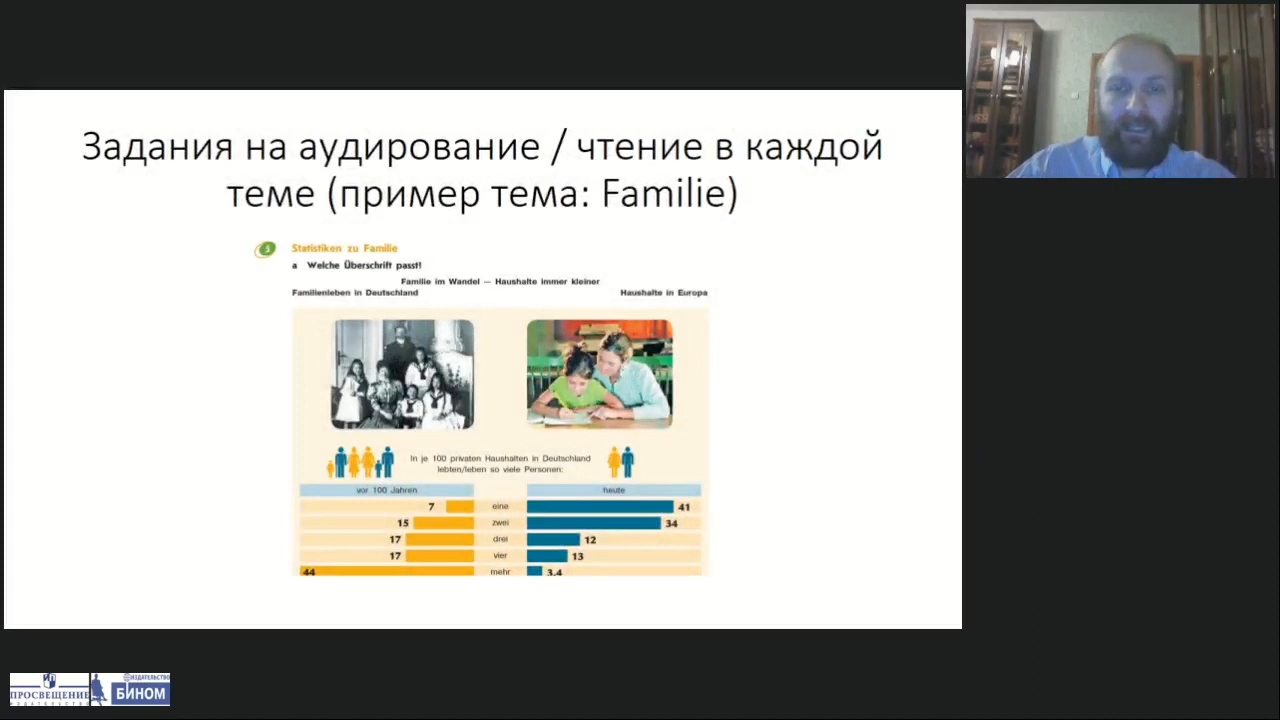 Задания на аудирование / чтение в каждой
теме (пример тема: Familie)
3 Statistiken zu Familie
a Welche Überschrift passt?
Familie im Wandel — Haushalte immer kleiner
Familienleben in Deutschland Haushalte in Europa
In je 100 privaten Haushalten in Deutschland
lebten/leben so viele Personen:
vor 100 Jahren heute
7 eine 41
15 zwei 34
17 drei 12
17 vier 13
44 mehr 3,4
ПРОСВЕЩЕНИЕ
ИЗДАТЕЛЬСТВО
ИЗДАТЕЛЬСТВО
БИНОМ